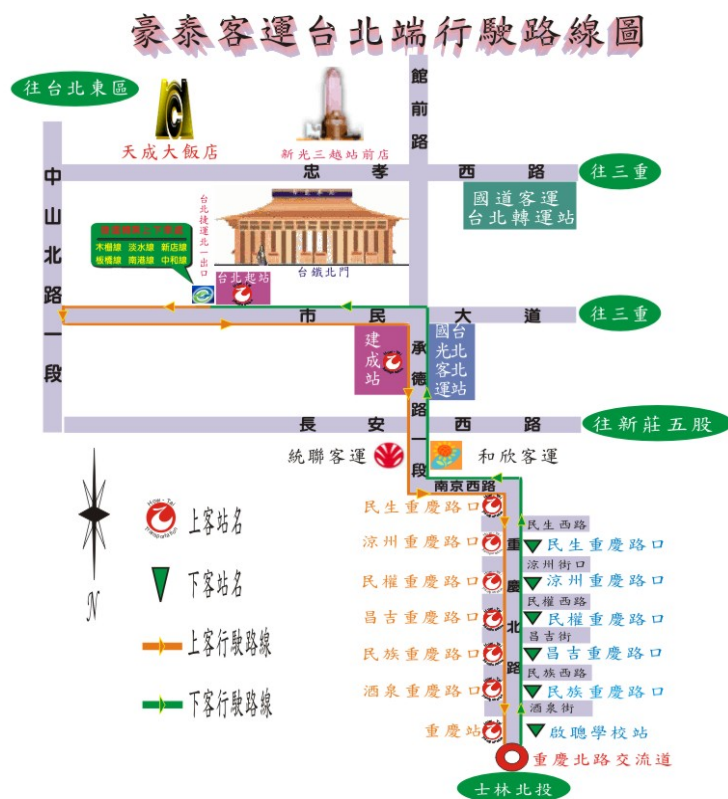 豪泰客運台北端行駛路線圖
往台北東區
天成大飯店
新光三越站前店
館前路
忠孝西路
往三重
中山北路一段
國道客運
台北轉運站
台北捷運北一出口
木柵線 淡水線 新店線
板橋線 南港線 中和線
台鐵北門
台北起站
市民大道
往三重
建成站
承德路一段
國光客運
台北北站
長安西路
往新莊五股
統聯客運
和欣客運
南京西路
N
上客站名
下客站名
上客行駛路線
下客行駛路線
重慶北路
民生重慶路口
民生西路
涼州重慶路口
民生重慶路口
涼州街口
民權重慶路口
涼州重慶路口
民權西路
昌吉重慶路口
民權重慶路口
昌吉街
民族重慶路口
昌吉重慶路口
民族西路
酒泉重慶路口
民族重慶路口
酒泉街
重慶站
啟聰學校站
重慶北路交流道
士林北投